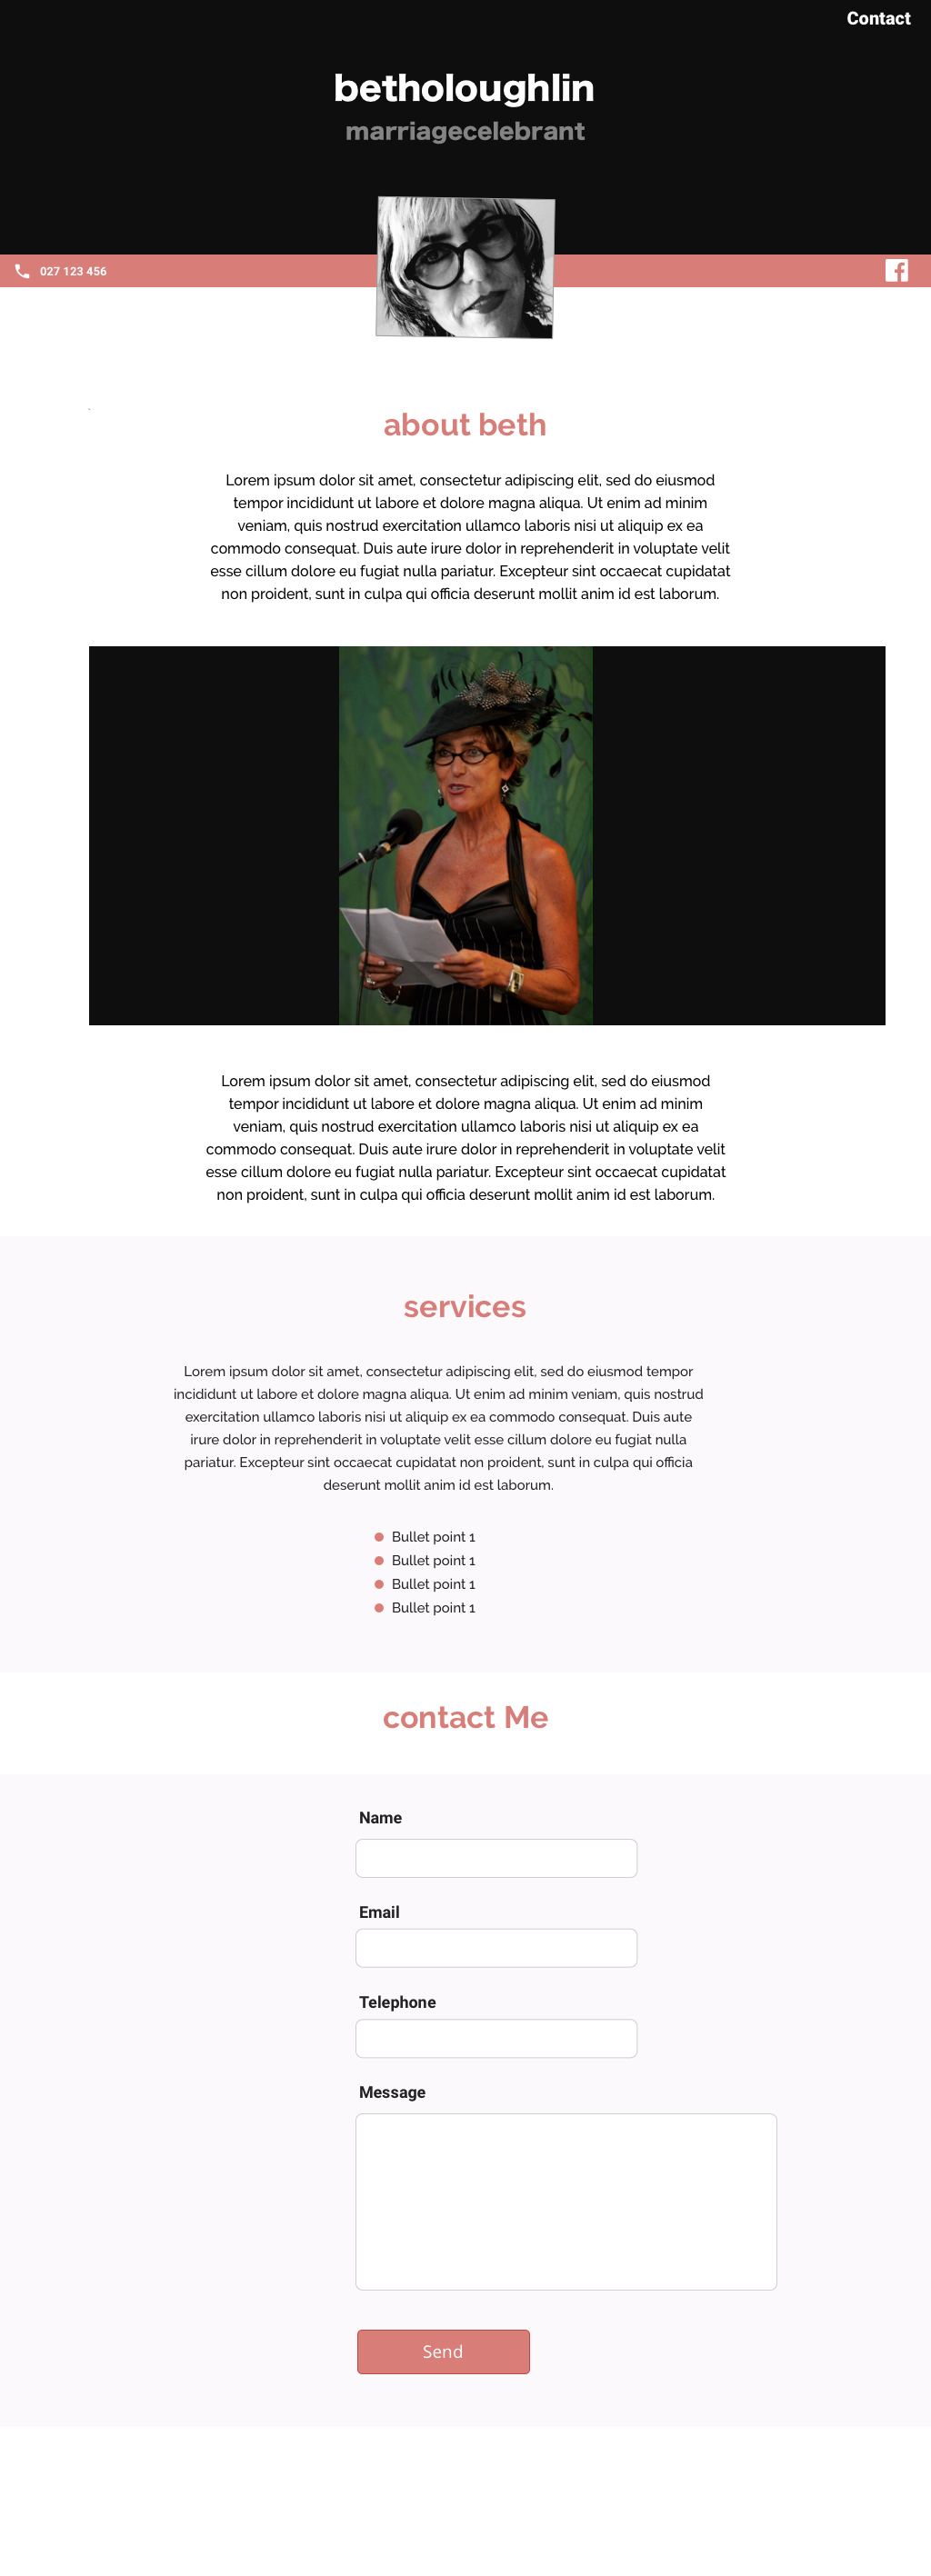 Contact
betholoughlin
marriagecelebrant
027 123 456
about beth
Lorem ipsum dolor sit amet, consectetur adipiscing elit, sed do eiusmod
tempor incididunt ut labore et dolore magna aliqua. Ut enim ad minim
veniam, quis nostrud exercitation ullamco laboris nisi ut aliquip ex ea
commodo consequat. Duis aute irure dolor in reprehenderit in voluptate velit
esse cillum dolore eu fugiat nulla pariatur. Excepteur sint occaecat cupidatat
non proident, sunt in culpa qui officia deserunt mollit anim id est laborum.
Lorem ipsum dolor sit amet, consectetur adipiscing elit, sed do eiusmod
tempor incididunt ut labore et dolore magna aliqua. Ut enim ad minim
veniam, quis nostrud exercitation ullamco laboris nisi ut aliquip ex ea
commodo consequat. Duis aute irure dolor in reprehenderit in voluptate velit
esse cillum dolore eu fugiat nulla pariatur. Excepteur sint occaecat cupidatat
non proident, sunt in culpa qui officia deserunt mollit anim id est laborum.
services
Lorem ipsum dolor sit amet, consectetur adipiscing elit, sed do eiusmod tempor
incididunt ut labore et dolore magna aliqua. Ut enim ad minim veniam, quis nostrud
exercitation ullamco laboris nisi ut aliquip ex ea commodo consequat. Duis aute
irure dolor in reprehenderit in voluptate velit esse cillum dolore eu fugiat nulla
pariatur. Excepteur sint occaecat cupidatat non proident, sunt in culpa qui officia
deserunt mollit anim id est laborum.
Bullet point 1
Bullet point 1
Bullet point 1
Bullet point 1
contact Me
Name
Email
Telephone
Message
Send